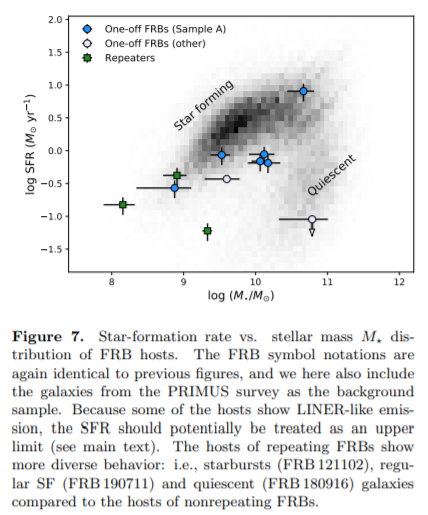 2.0
One-off FRBs (Sample A)
One-off FRBs (other)
Repeaters
1.5
1.0
0.5
0.0
−0.5
−1.0
−1.5
log SFR (M⊙ yr⁻¹)
Star forming
Quiescent
8 9 10 11 12
log (M⋆/M⊙)
Figure 7. Star-formation rate vs. stellar mass M⋆ dis-
tribution of FRB hosts. The FRB symbol notations are
again identical to previous figures, and we here also include
the galaxies from the PRIMUS survey as the background
sample. Because some of the hosts show LINER-like emis-
sion, the SFR should potentially be treated as an upper
limit (see main text). The hosts of repeating FRBs show
more diverse behavior: i.e., starbursts (FRB 121102), regu-
lar SF (FRB 190711) and quiescent (FRB 180916) galaxies
compared to the hosts of nonrepeating FRBs.